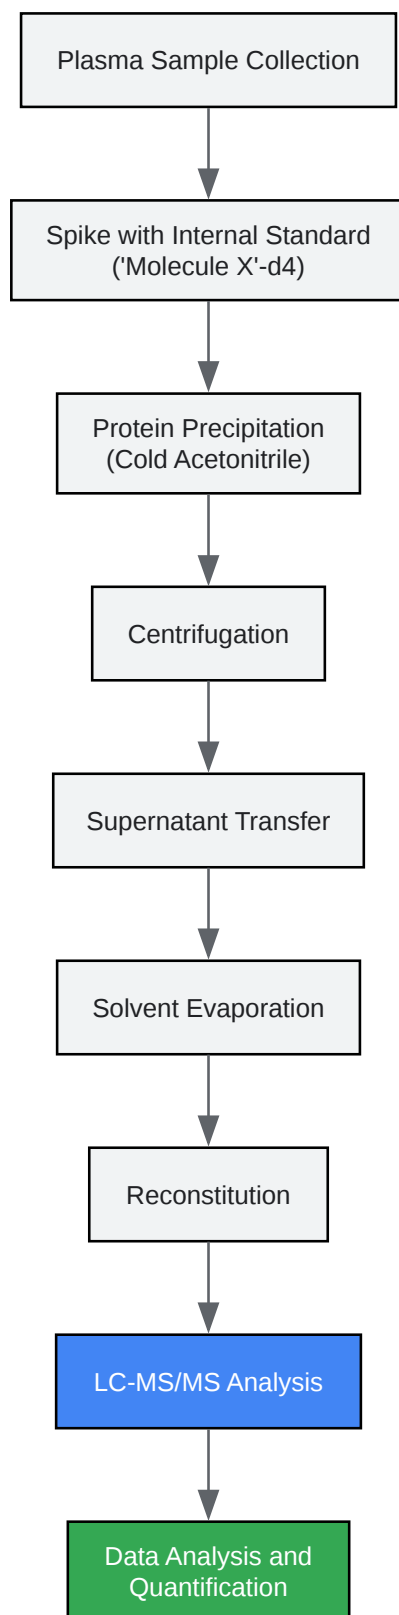 Plasma Sample Collection
Spike with Internal Standard
('Molecule X'-d4)
Protein Precipitation
(Cold Acetonitrile)
Centrifugation
Supernatant Transfer
Solvent Evaporation
Reconstitution
LC-MS/MS Analysis
Data Analysis and
Quantification